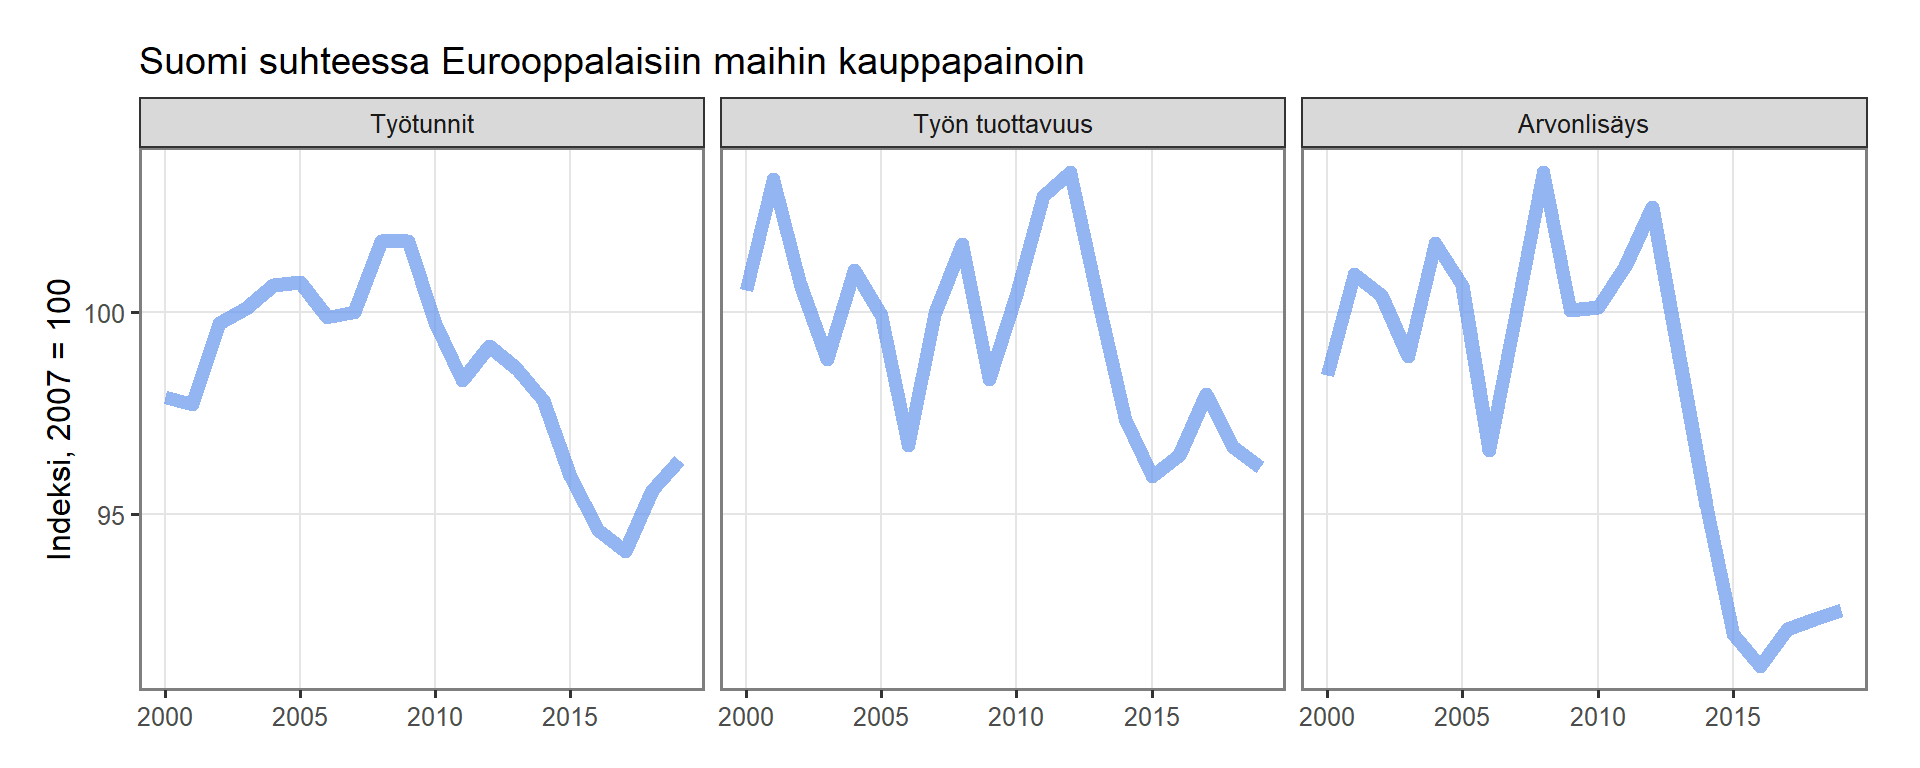 Suomi suhteessa Eurooppalaisiin maihin kauppapainoin
Työtunnit
Työn tuottavuus
Arvonlisäys
Indeksi, 2007 = 100
100
95
2000 2005 2010 2015
2000 2005 2010 2015
2000 2005 2010 2015